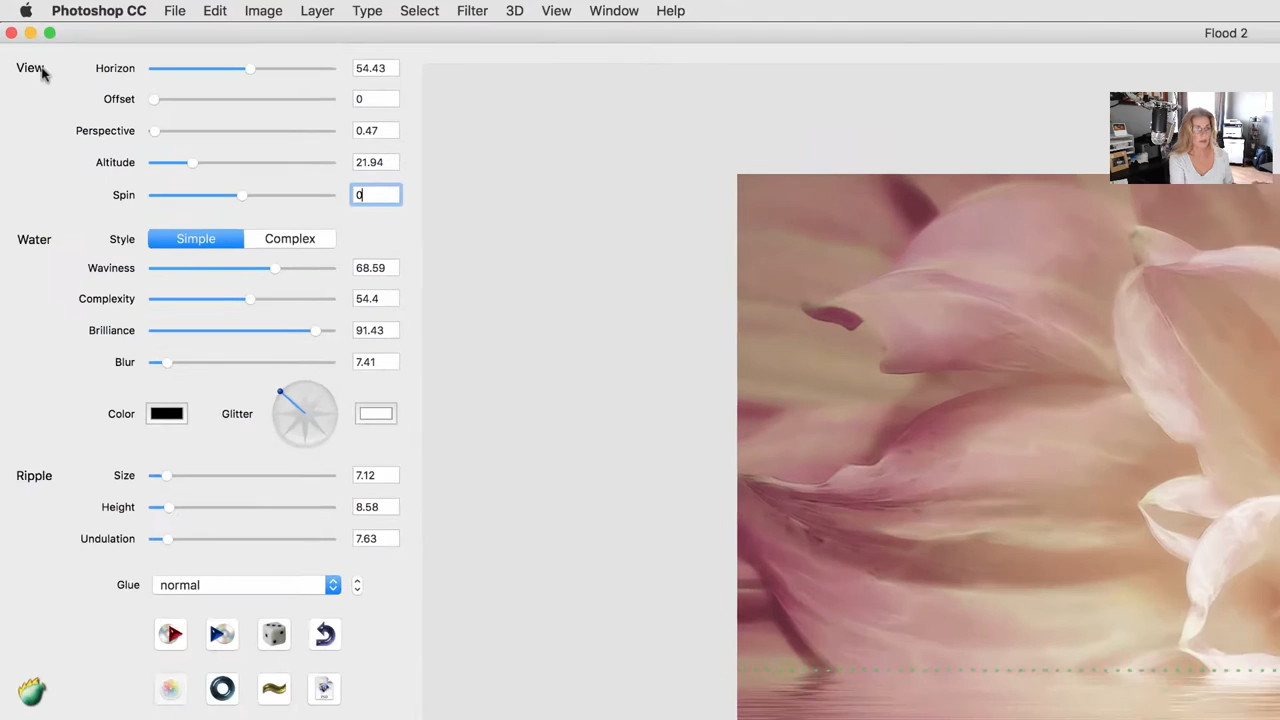 Photoshop CC File Edit Image Layer Type Select Filter 3D View Window Help
Flood 2
View Horizon 54.43
Offset 0
Perspective 0.47
Altitude 21.94
Spin 0
Water Style Simple Complex
Waviness 68.59
Complexity 54.4
Brilliance 91.43
Blur 7.41
Color Glitter
Ripple Size 7.12
Height 8.58
Undulation 7.63
Glue normal